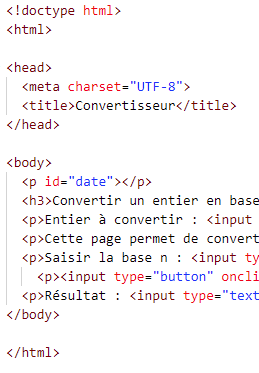 <!doctype html>
<html>
<head>
<meta charset="UTF-8">
<title>Convertisseur</title>
</head>
<body>
<p id="date"></p>
<h3>Convertir un entier en base
<p>Entier à convertir : <input
<p>Cette page permet de convert
<p>Saisir la base n : <input ty
<p><input type="button" oncli
<p>Résultat : <input type="text
</body>
</html>